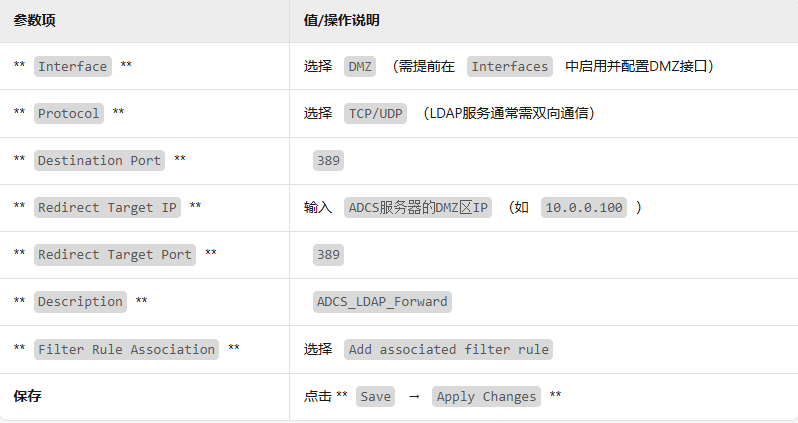 参数项 值/操作说明
** Interface ** 选择 DMZ （需提前在 Interfaces 中启用并配置DMZ接口）
** Protocol ** 选择 TCP/UDP （LDAP服务通常需双向通信）
** Destination Port ** 389
** Redirect Target IP ** 输入 ADCS服务器的DMZ区IP （如 10.0.0.100 ）
** Redirect Target Port ** 389
** Description ** ADCS_LDAP_Forward
** Filter Rule Association ** 选择 Add associated filter rule
保存 点击 ** Save → Apply Changes **